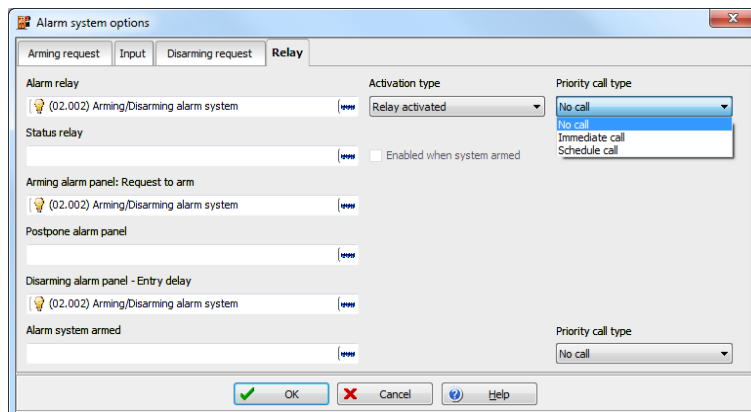 Alarm system options
Arming request Input Disarming request Relay
Alarm relay Activation type Priority call type
(02.002) Arming/Disarming alarm system Relay activated No call
No call
Immediate call
Schedule call
Status relay
Enabled when system armed
Arming alarm panel: Request to arm
(02.002) Arming/Disarming alarm system
Postpone alarm panel
Disarming alarm panel - Entry delay
(02.002) Arming/Disarming alarm system
Alarm system armed Priority call type
No call
OK Cancel Help